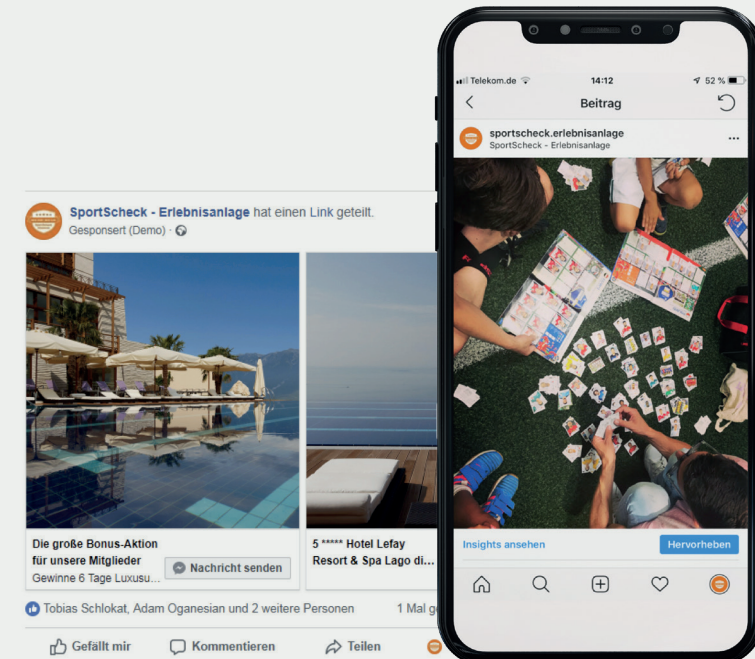 SportScheck - Erlebnisanlage hat einen Link geteilt.
Gesponsert (Demo) ·
Die große Bonus-Aktion
für unsere Mitglieder
Gewinne 6 Tage Luxusu...
Nachricht senden
5 ***** Hotel Lefay
Resort & Spa Lago di...
Tobias Schlokat, Adam Oganesian und 2 weitere Personen
1 Mal
Gefällt mir
Kommentieren
Teilen
Telekom.de
14:12
52 %
Beitrag
sportscheck.erlebnisanlage
SportScheck - Erlebnisanlage
Insights ansehen
Hervorheben